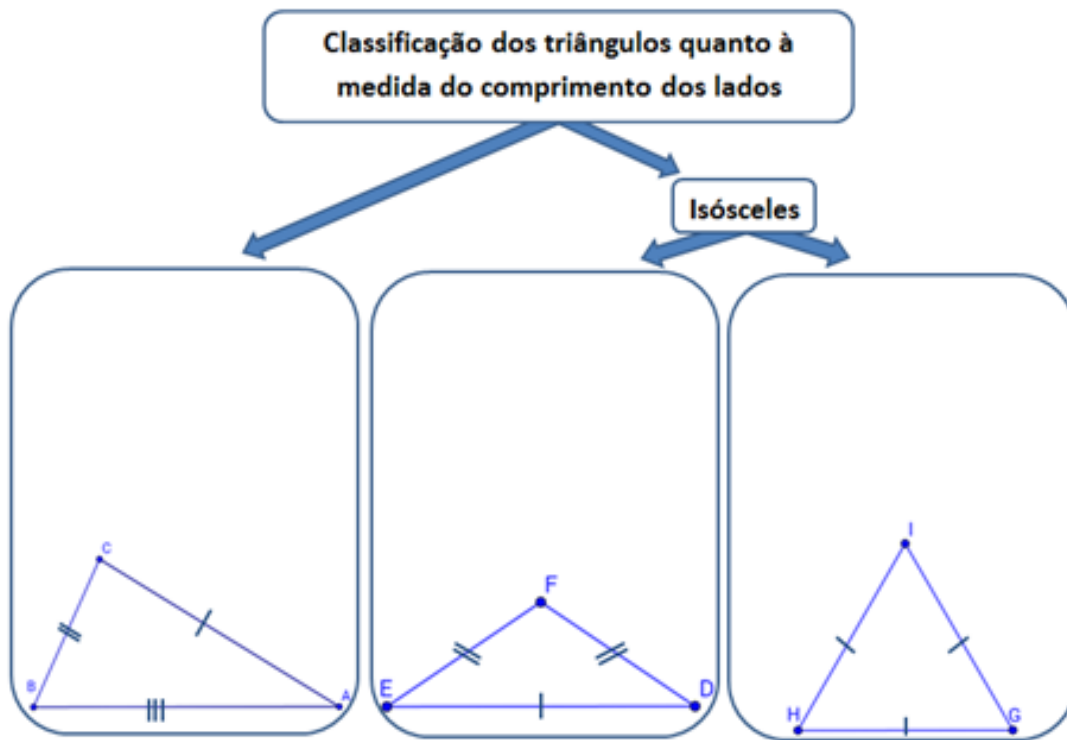 Classificação dos triângulos quanto à
medida do comprimento dos lados
Isósceles
C
B
A
F
E
D
I
H
G